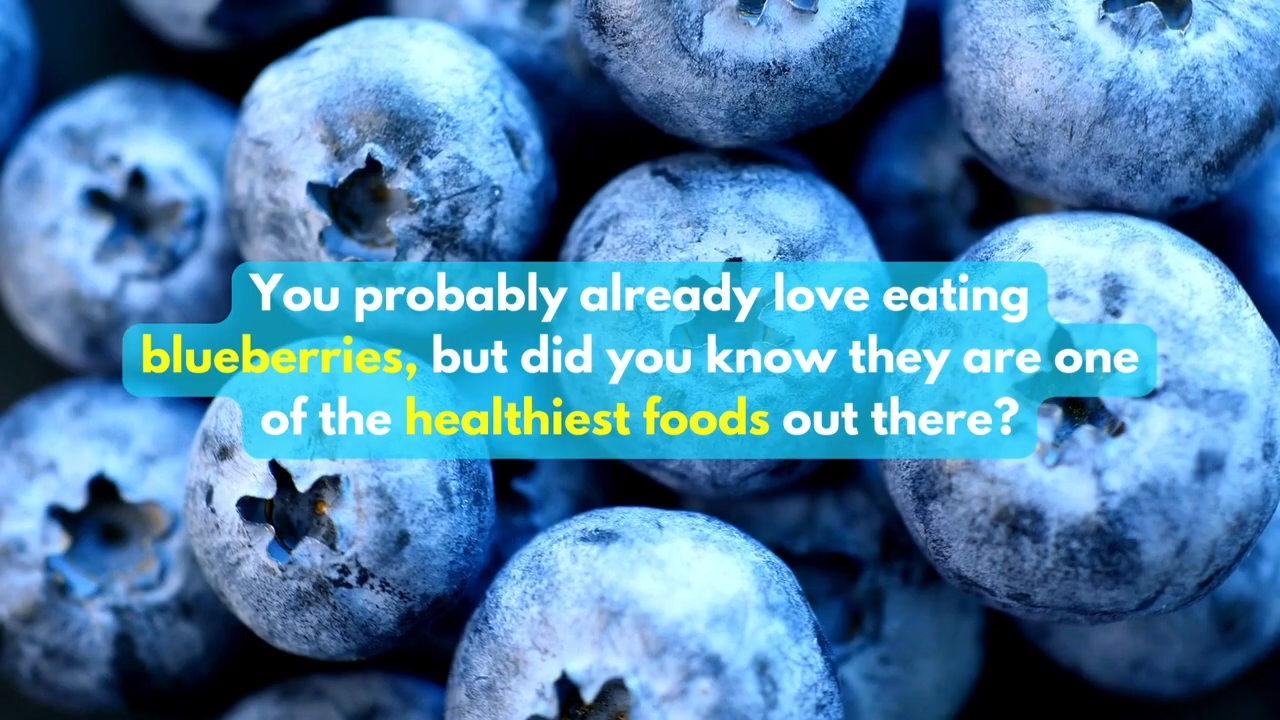 You probably already love eating
blueberries, but did you know they are one
of the healthiest foods out there?